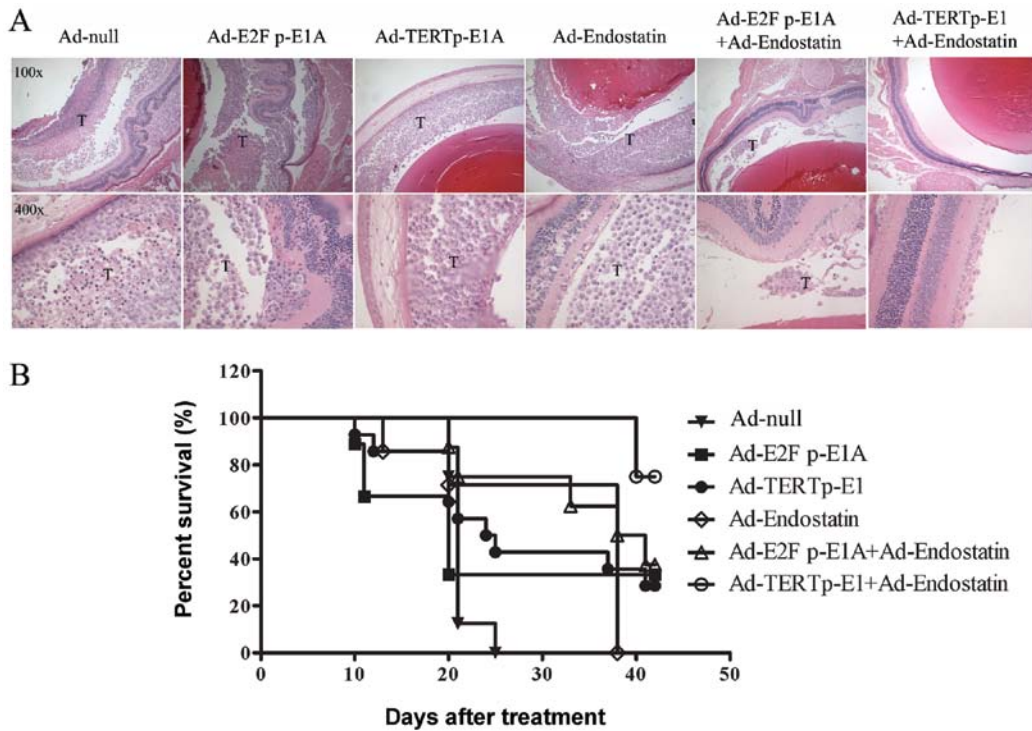 A
Ad-null
Ad-E2F p-E1A
Ad-TERTp-E1A
Ad-Endostatin
Ad-E2F p-E1A
+Ad-Endostatin
Ad-TERTp-E1
+Ad-Endostatin
100x
T
T
T
T
T
400x
T
T
T
T
T
B
Percent survival (%)
120
100
80
60
40
20
0
0
10
20
30
40
50
Days after treatment
Ad-null
Ad-E2F p-E1A
Ad-TERTp-E1
Ad-Endostatin
Ad-E2F p-E1A+Ad-Endostatin
Ad-TERTp-E1+Ad-Endostatin